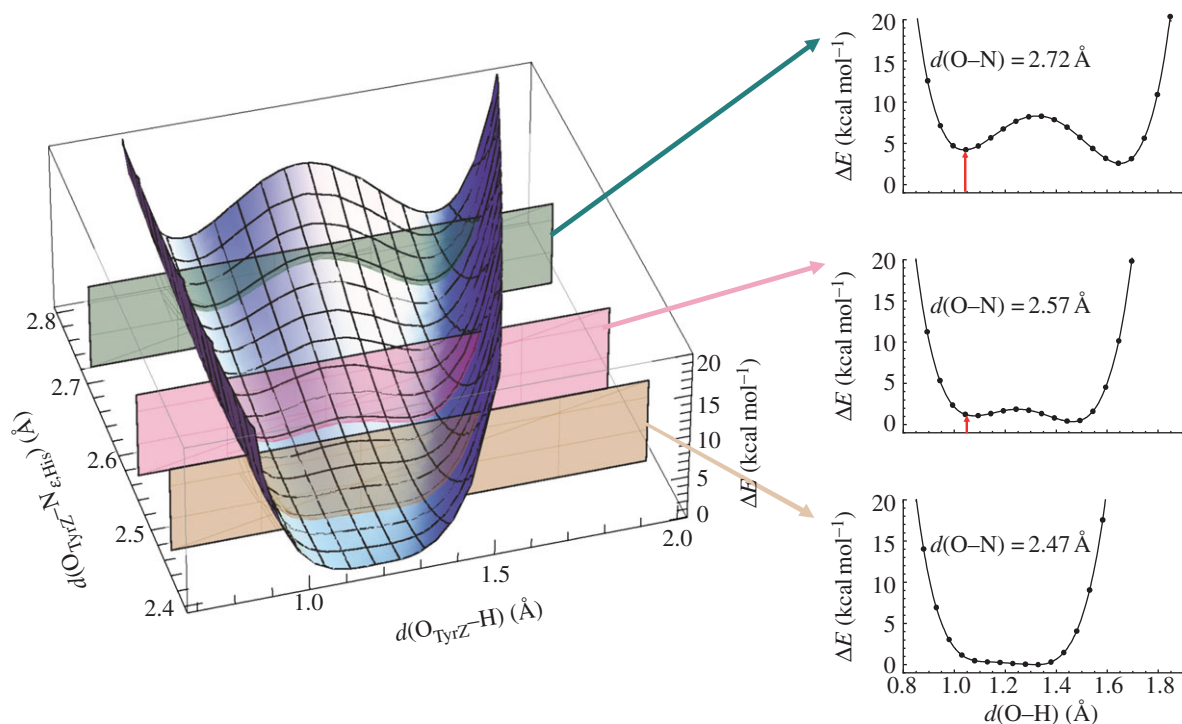 2.8
2.7
2.6
2.5
2.4
d(O_TyrZ–N_εHis) (Å)
1.0
1.5
2.0
d(O_TyrZ–H) (Å)
20
15
10
5
0
ΔE (kcal mol⁻¹)
20
15
10
5
0
ΔE (kcal mol⁻¹)
d(O–N) = 2.72 Å
20
15
10
5
0
ΔE (kcal mol⁻¹)
d(O–N) = 2.57 Å
20
15
10
5
0
ΔE (kcal mol⁻¹)
d(O–N) = 2.47 Å
0.8 1.0 1.2 1.4 1.6 1.8
d(O–H) (Å)